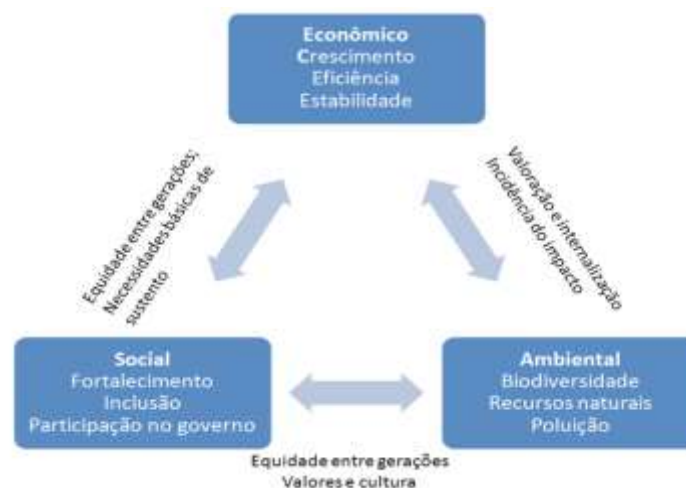 Econômico
Crescimento
Eficiência
Estabilidade
Equidade entre gerações;
Necessidades básicas de
sustento
Valoração e internalização
Incidência do impacto
Social
Fortalecimento
Inclusão
Participação no governo
Ambiental
Biodiversidade
Recursos naturais
Poluição
Equidade entre gerações
Valores e cultura